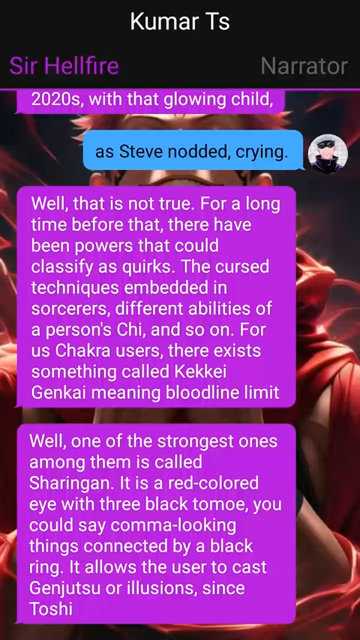 Kumar Ts
Sir Hellfire
Narrator
2020s, with that glowing child,
as Steve nodded, crying.
Well, that is not true. For a long
time before that, there have
been powers that could
classify as quirks. The cursed
techniques embedded in
sorcerers, different abilities of
a person's Chi, and so on. For
us Chakra users, there exists
something called Kekkei
Genkai meaning bloodline limit
Well, one of the strongest ones
among them is called
Sharingan. It is a red-colored
eye with three black tomoe, you
could say comma-looking
things connected by a black
ring. It allows the user to cast
Genjutsu or illusions, since
Toshi